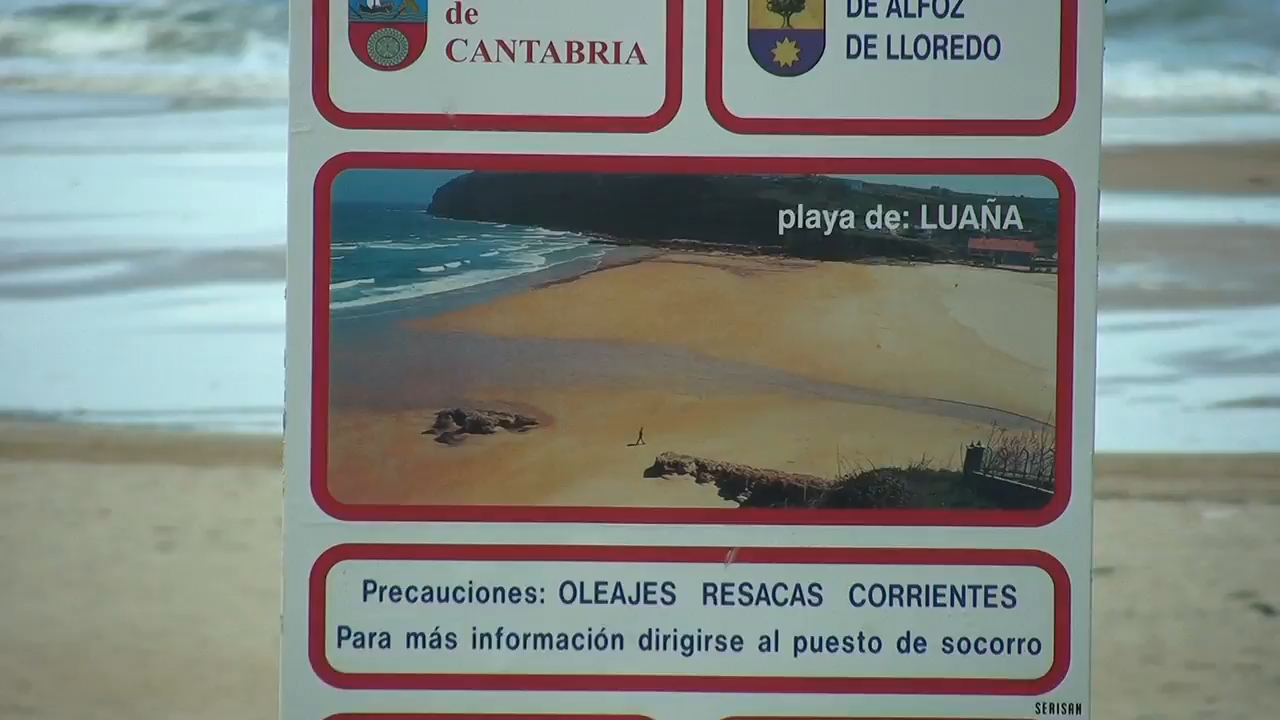 de
CANTABRIA
DE ALFOZ
DE LLOREDO
playa de: LUAÑA
Precauciones: OLEAJES RESACAS CORRIENTES
Para más información dirigirse al puesto de socorro
SERISAN